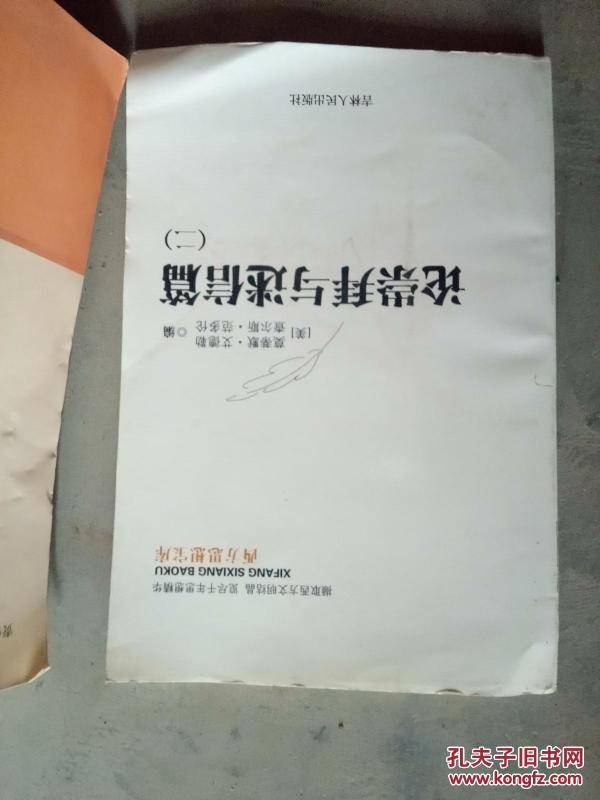 撷取西方文明结晶 览尽千年思想精华
XIFANG SIXIANG BAOKU
西方思想宝库
[美] 莫蒂默·艾德勒
查尔斯·范多伦 ◎编
论崇拜与迷信篇
(二)
吉林人民出版社
责
孔夫子旧书网
www.kongfz.com